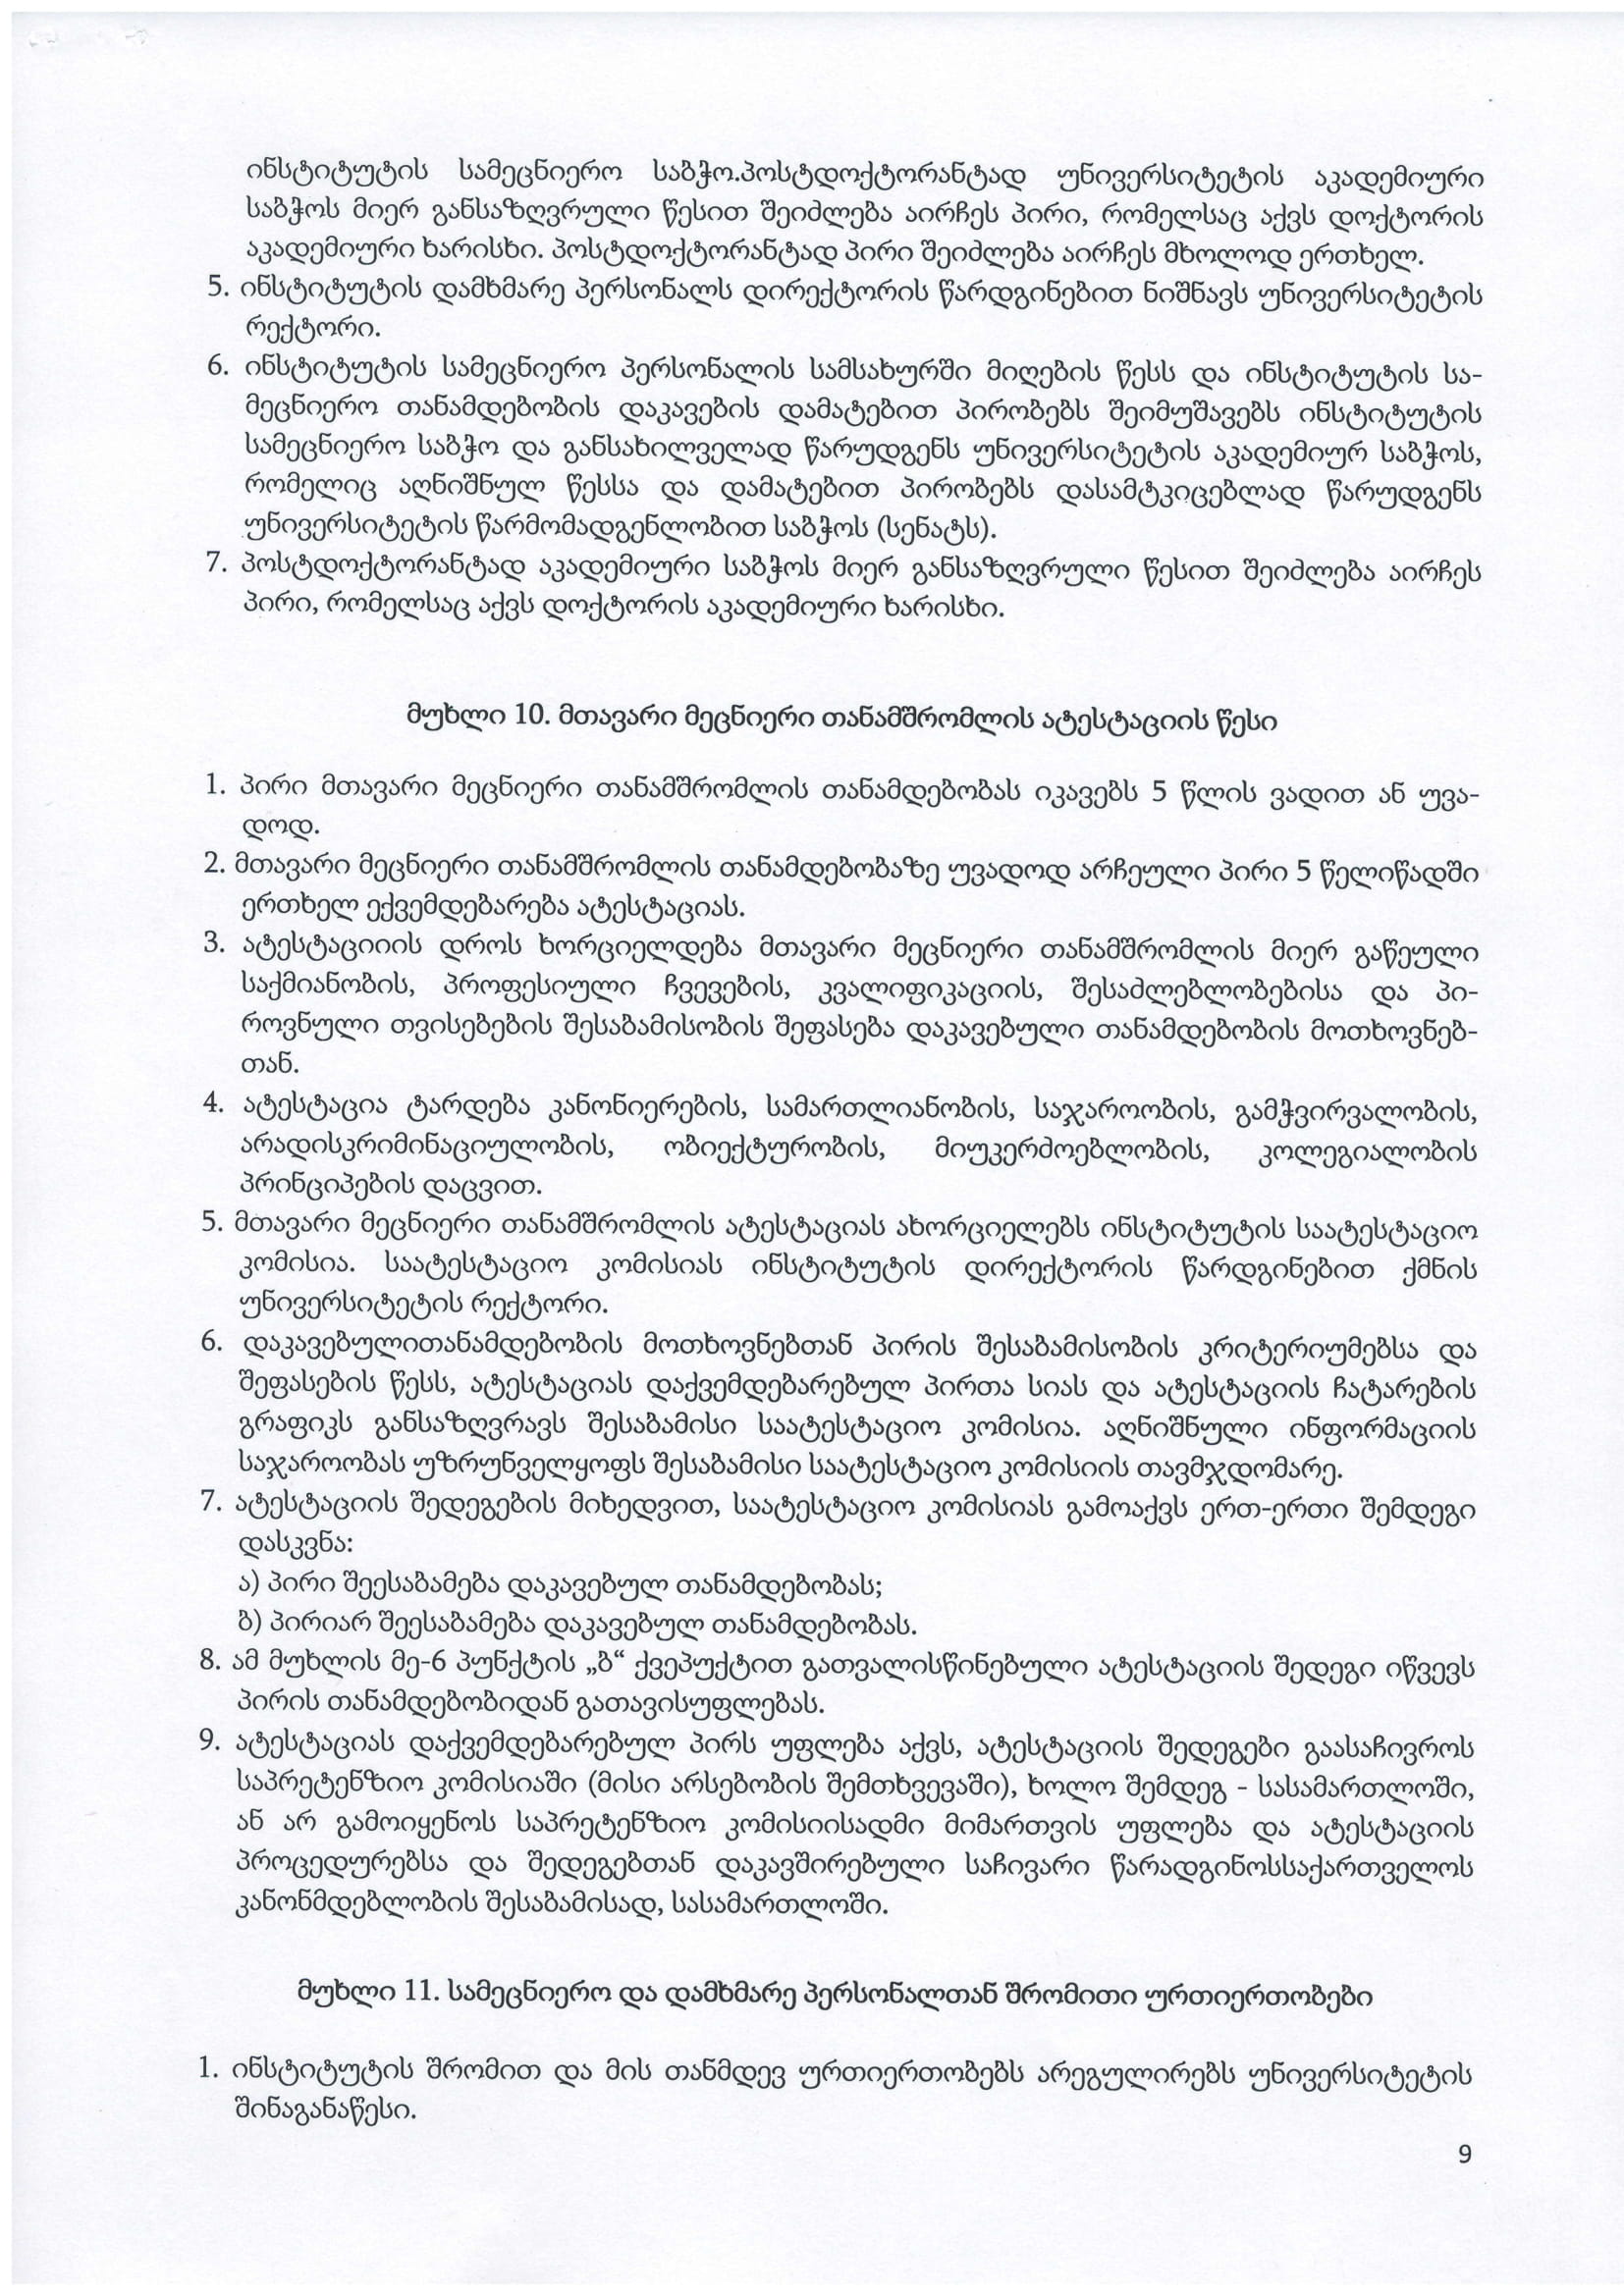 ინსტიტუტის სამეცნიერო საბჭო.პოსტდოქტორანტად უნივერსიტეტის აკადემიური
საბჭოს მიერ განსაზღვრული წესით შეიძლება აირჩეს პირი, რომელსაც აქვს დოქტორის
აკადემიური ხარისხი. პოსტდოქტორანტად პირი შეიძლება აირჩეს მხოლოდ ერთხელ.
5. ინსტიტუტის დამხმარე პერსონალს დირექტორის წარდგინებით ნიშნავს უნივერსიტეტის
რექტორი.
6. ინსტიტუტის სამეცნიერო პერსონალის სამსახურში მიღების წესს და ინსტიტუტის სა-
მეცნიერო თანამდებობის დაკავების დამატებით პირობებს შეიმუშავებს ინსტიტუტის
სამეცნიერო საბჭო და განსახილველად წარუდგენს უნივერსიტეტის აკადემიურ საბჭოს,
რომელიც აღნიშნულ წესსა და დამატებით პირობებს დასამტკიცებლად წარუდგენს
უნივერსიტეტის წარმომადგენლობით საბჭოს (სენატს).
7. პოსტდოქტორანტად აკადემიური საბჭოს მიერ განსაზღვრული წესით შეიძლება აირჩეს
პირი, რომელსაც აქვს დოქტორის აკადემიური ხარისხი.
მუხლი 10. მთავარი მეცნიერი თანამშრომლის ატესტაციის წესი
1. პირი მთავარი მეცნიერი თანამშრომლის თანამდებობას იკავებს 5 წლის ვადით ან უვა-
დოდ.
2. მთავარი მეცნიერი თანამშრომლის თანამდებობაზე უვადოდ არჩეული პირი 5 წელიწადში
ერთხელ ექვემდებარება ატესტაციას.
3. ატესტაციიის დროს ხორციელდება მთავარი მეცნიერი თანამშრომლის მიერ გაწეული
საქმიანობის, პროფესიული ჩვევების, კვალიფიკაციის, შესაძლებლობებისა და პი-
როვნული თვისებების შესაბამისობის შეფასება დაკავებული თანამდებობის მოთხოვნებ-
თან.
4. ატესტაცია ტარდება კანონიერების, სამართლიანობის, საჯაროობის, გამჭვირვალობის,
არადისკრიმინაციულობის, ობიექტურობის, მიუკერძოებლობის, კოლეგიალობის
პრინციპების დაცვით.
5. მთავარი მეცნიერი თანამშრომლის ატესტაციას ახორციელებს ინსტიტუტის საატესტაციო
კომისია. საატესტაციო კომისიას ინსტიტუტის დირექტორის წარდგინებით ქმნის
უნივერსიტეტის რექტორი.
6. დაკავებულითანამდებობის მოთხოვნებთან პირის შესაბამისობის კრიტერიუმებსა და
შეფასების წესს, ატესტაციას დაქვემდებარებულ პირთა სიას და ატესტაციის ჩატარების
გრაფიკს განსაზღვრავს შესაბამისი საატესტაციო კომისია. აღნიშნული ინფორმაციის
საჯაროობას უზრუნველყოფს შესაბამისი საატესტაციო კომისიის თავმჯდომარე.
7. ატესტაციის შედეგების მიხედვით, საატესტაციო კომისიას გამოაქვს ერთ-ერთი შემდეგი
დასკვნა:
ა) პირი შეესაბამება დაკავებულ თანამდებობას;
ბ) პირიარ შეესაბამება დაკავებულ თანამდებობას.
8. ამ მუხლის მე-6 პუნქტის „ბ“ ქვეპუქტით გათვალისწინებული ატესტაციის შედეგი იწვევს
პირის თანამდებობიდან გათავისუფლებას.
9. ატესტაციას დაქვემდებარებულ პირს უფლება აქვს, ატესტაციის შედეგები გაასაჩივროს
საპრეტენზიო კომისიაში (მისი არსებობის შემთხვევაში), ხოლო შემდეგ - სასამართლოში,
ან არ გამოიყენოს საპრეტენზიო კომისიისადმი მიმართვის უფლება და ატესტაციის
პროცედურებსა და შედეგებთან დაკავშირებული საჩივარი წარადგინოსსაქართველოს
კანონმდებლობის შესაბამისად, სასამართლოში.
მუხლი 11. სამეცნიერო და დამხმარე პერსონალთან შრომითი ურთიერთობები
1. ინსტიტუტის შრომით და მის თანმდევ ურთიერთობებს არეგულირებს უნივერსიტეტის
შინაგანაწესი.
9